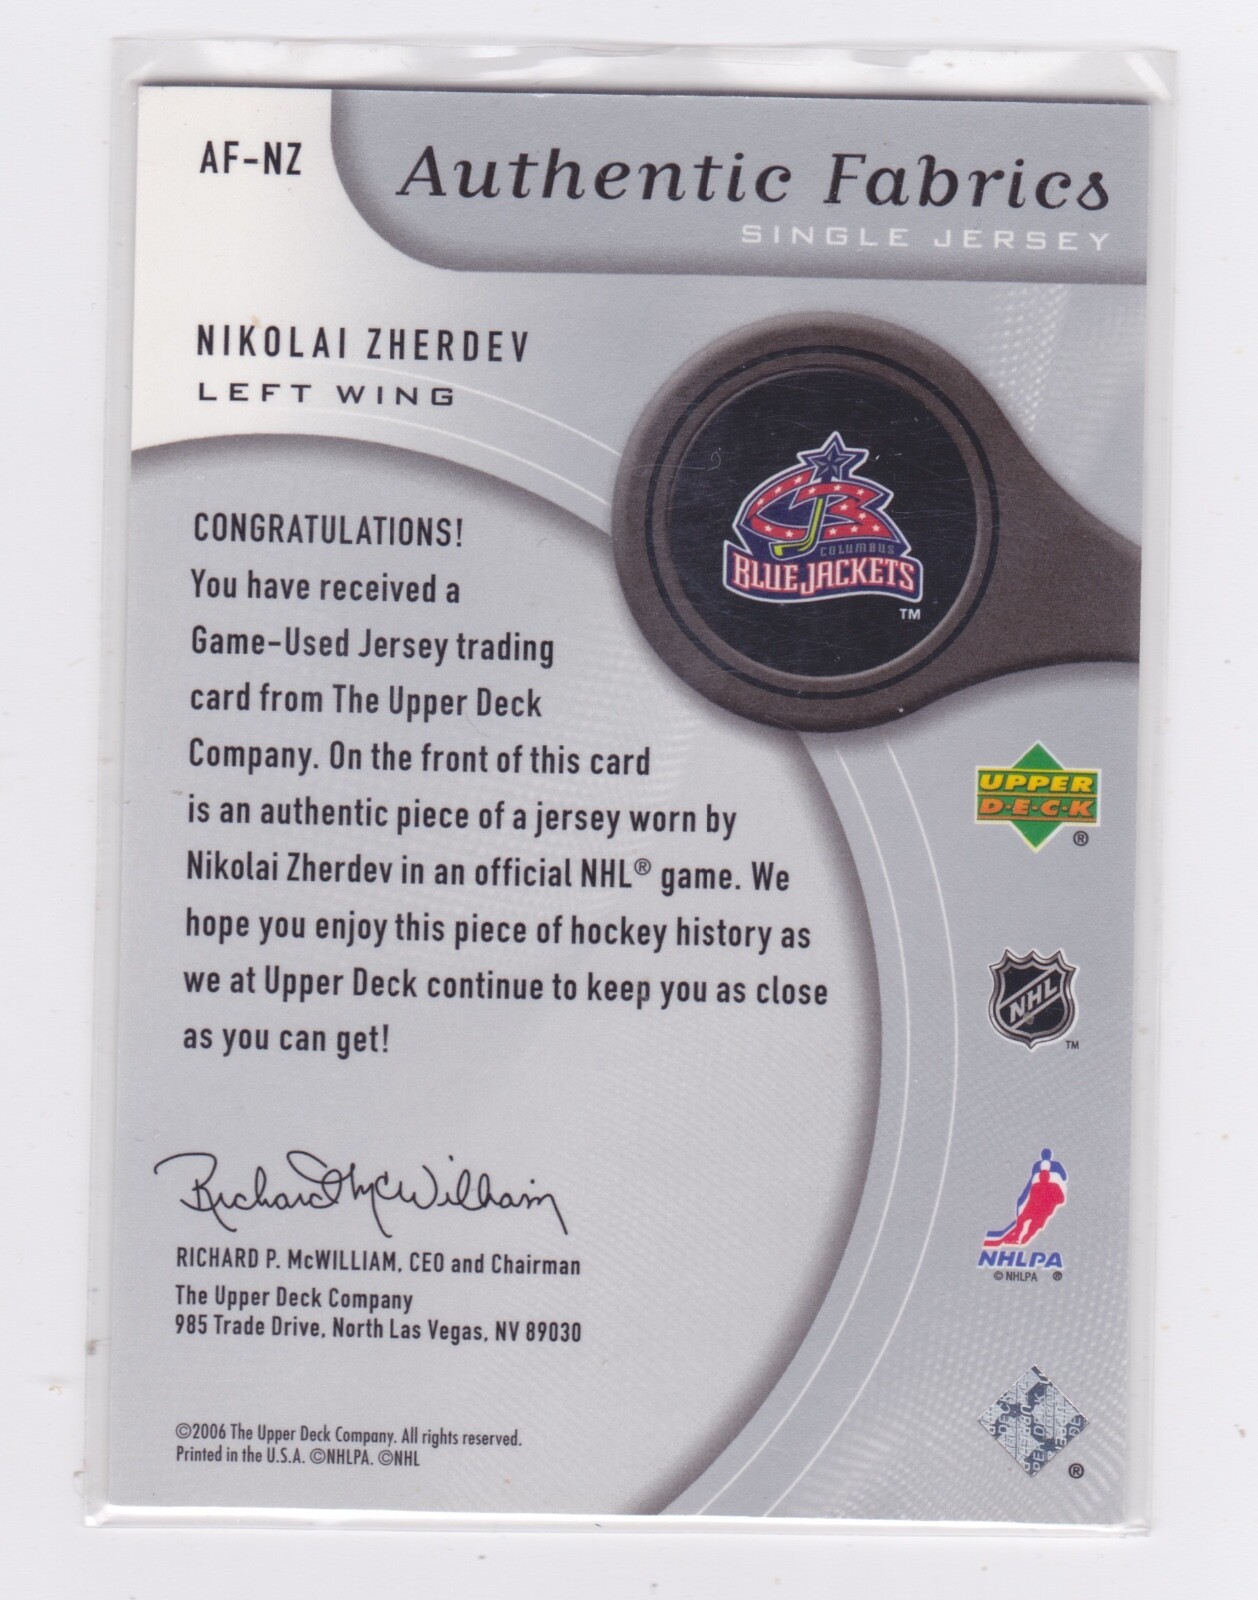 AF-NZ
Authentic Fabrics
SINGLE JERSEY
NIKOLAI ZHERDEV
LEFT WING
COLUMBUS
BLUE JACKETS
TM
CONGRATULATIONS!
You have received a
Game-Used Jersey trading
card from The Upper Deck
Company. On the front of this card
is an authentic piece of a jersey worn by
Nikolai Zherdev in an official NHL® game. We
hope you enjoy this piece of hockey history as
we at Upper Deck continue to keep you as close
as you can get!
UPPER
D·E·C·K
®
NHL
TM
NHLPA
© NHLPA ®
Richard McWilliam
RICHARD P. McWILLIAM, CEO and Chairman
The Upper Deck Company
985 Trade Drive, North Las Vegas, NV 89030
©2006 The Upper Deck Company. All rights reserved.
Printed in the U.S.A. ©NHLPA. ©NHL
®